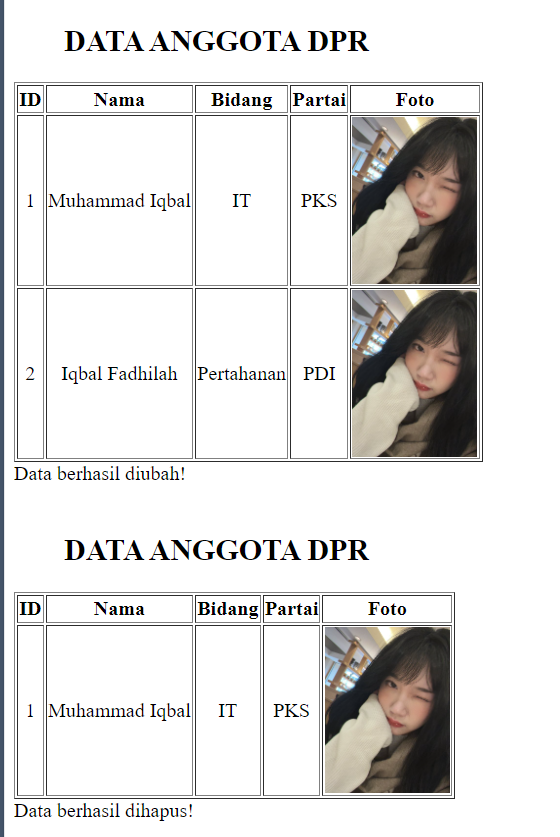 DATA ANGGOTA DPR
ID Nama Bidang Partai Foto
1 Muhammad Iqbal IT PKS
2 Iqbal Fadhilah Pertahanan PDI
Data berhasil diubah!
DATA ANGGOTA DPR
ID Nama Bidang Partai Foto
1 Muhammad Iqbal IT PKS
Data berhasil dihapus!